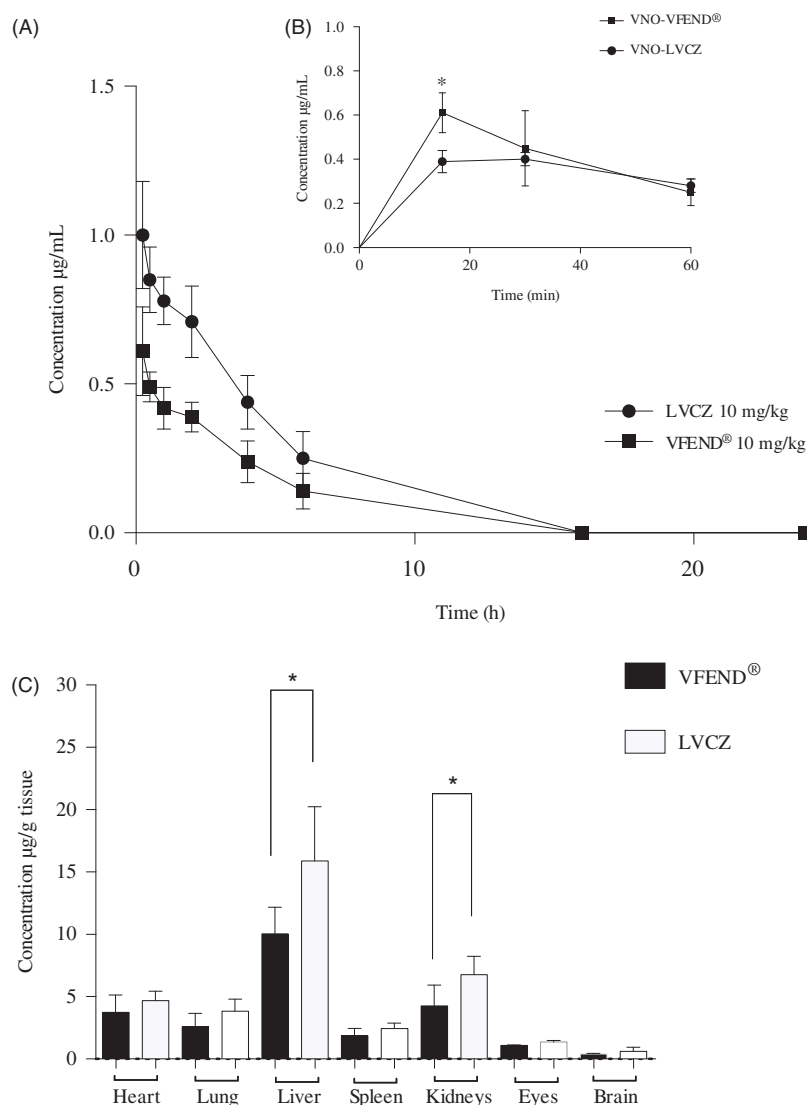 (A)
Concentration µg/mL
1.5
1.0
0.5
0.0
0
10
20
Time (h)
LVCZ 10 mg/kg
VFEND® 10 mg/kg
(B)
VNO-VFEND®
VNO-LVCZ
Concentration µg/mL
1.0
0.8
0.6
0.4
0.2
0.0
*
0
20
40
60
Time (min)
(C)
VFEND®
LVCZ
Concentration µg/g tissue
30
25
20
15
10
5
0
*
*
Heart
Lung
Liver
Spleen
Kidneys
Eyes
Brain